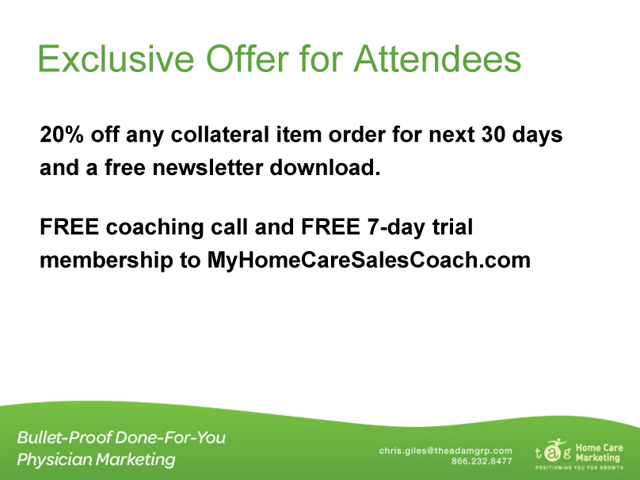 Exclusive Offer for Attendees
20% off any collateral item order for next 30 days
and a free newsletter download.
FREE coaching call and FREE 7-day trial
membership to MyHomeCareSalesCoach.com
Bullet-Proof Done-For-You
Physician Marketing
chris.giles@theadamgrp.com
866.232.6477
tag
Home Care
Marketing
POSITIONING YOU FOR GROWTH